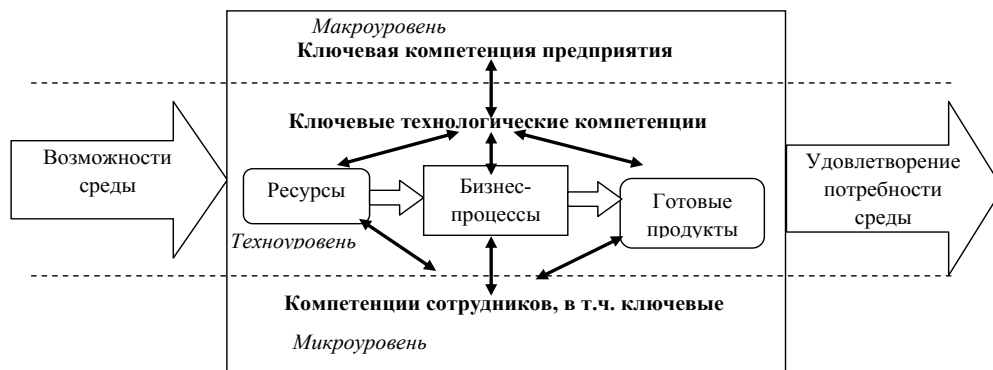 Макроуровень
Ключевая компетенция предприятия
Ключевые технологические компетенции
Возможности
среды
Ресурсы
Бизнес-
процессы
Готовые
продукты
Удовлетворение
потребности
среды
Техноуровень
Компетенции сотрудников, в т.ч. ключевые
Микроуровень